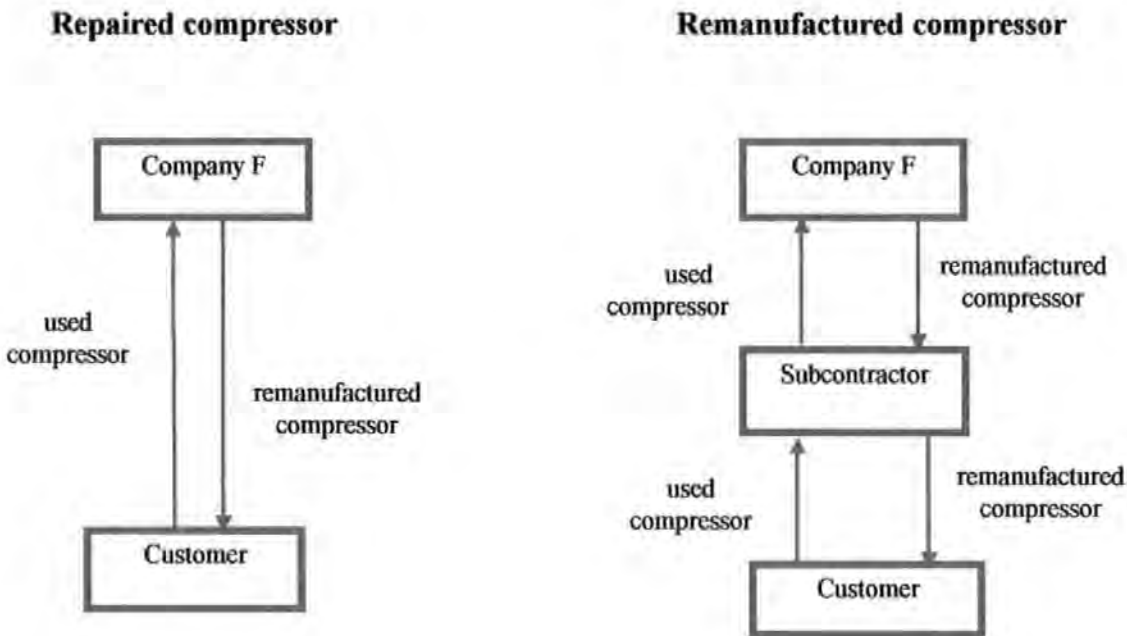 Repaired compressor
Company F
used
compressor
remanufactured
compressor
Customer
Remanufactured compressor
Company F
used
compressor
remanufactured
compressor
Subcontractor
used
compressor
remanufactured
compressor
Customer